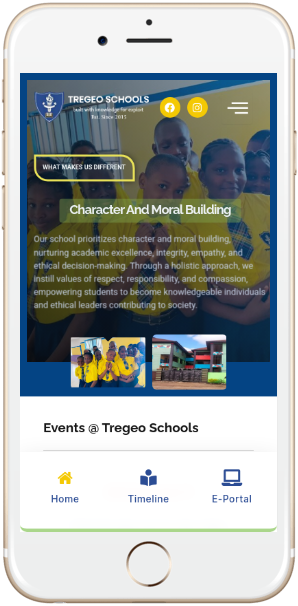 TREGEO SCHOOLS
built with knowledge for exploit
Est. Since 2017
WHAT MAKES US DIFFERENT
Character And Moral Building
Our school prioritizes character and moral building,
nurturing academic excellence, integrity, empathy, and
ethical decision-making. Through a holistic approach, we
instill values of respect, responsibility, and compassion,
empowering students to become knowledgeable individuals
and ethical leaders contributing to society.
Events @ Tregeo Schools
Home
Timeline
E-Portal